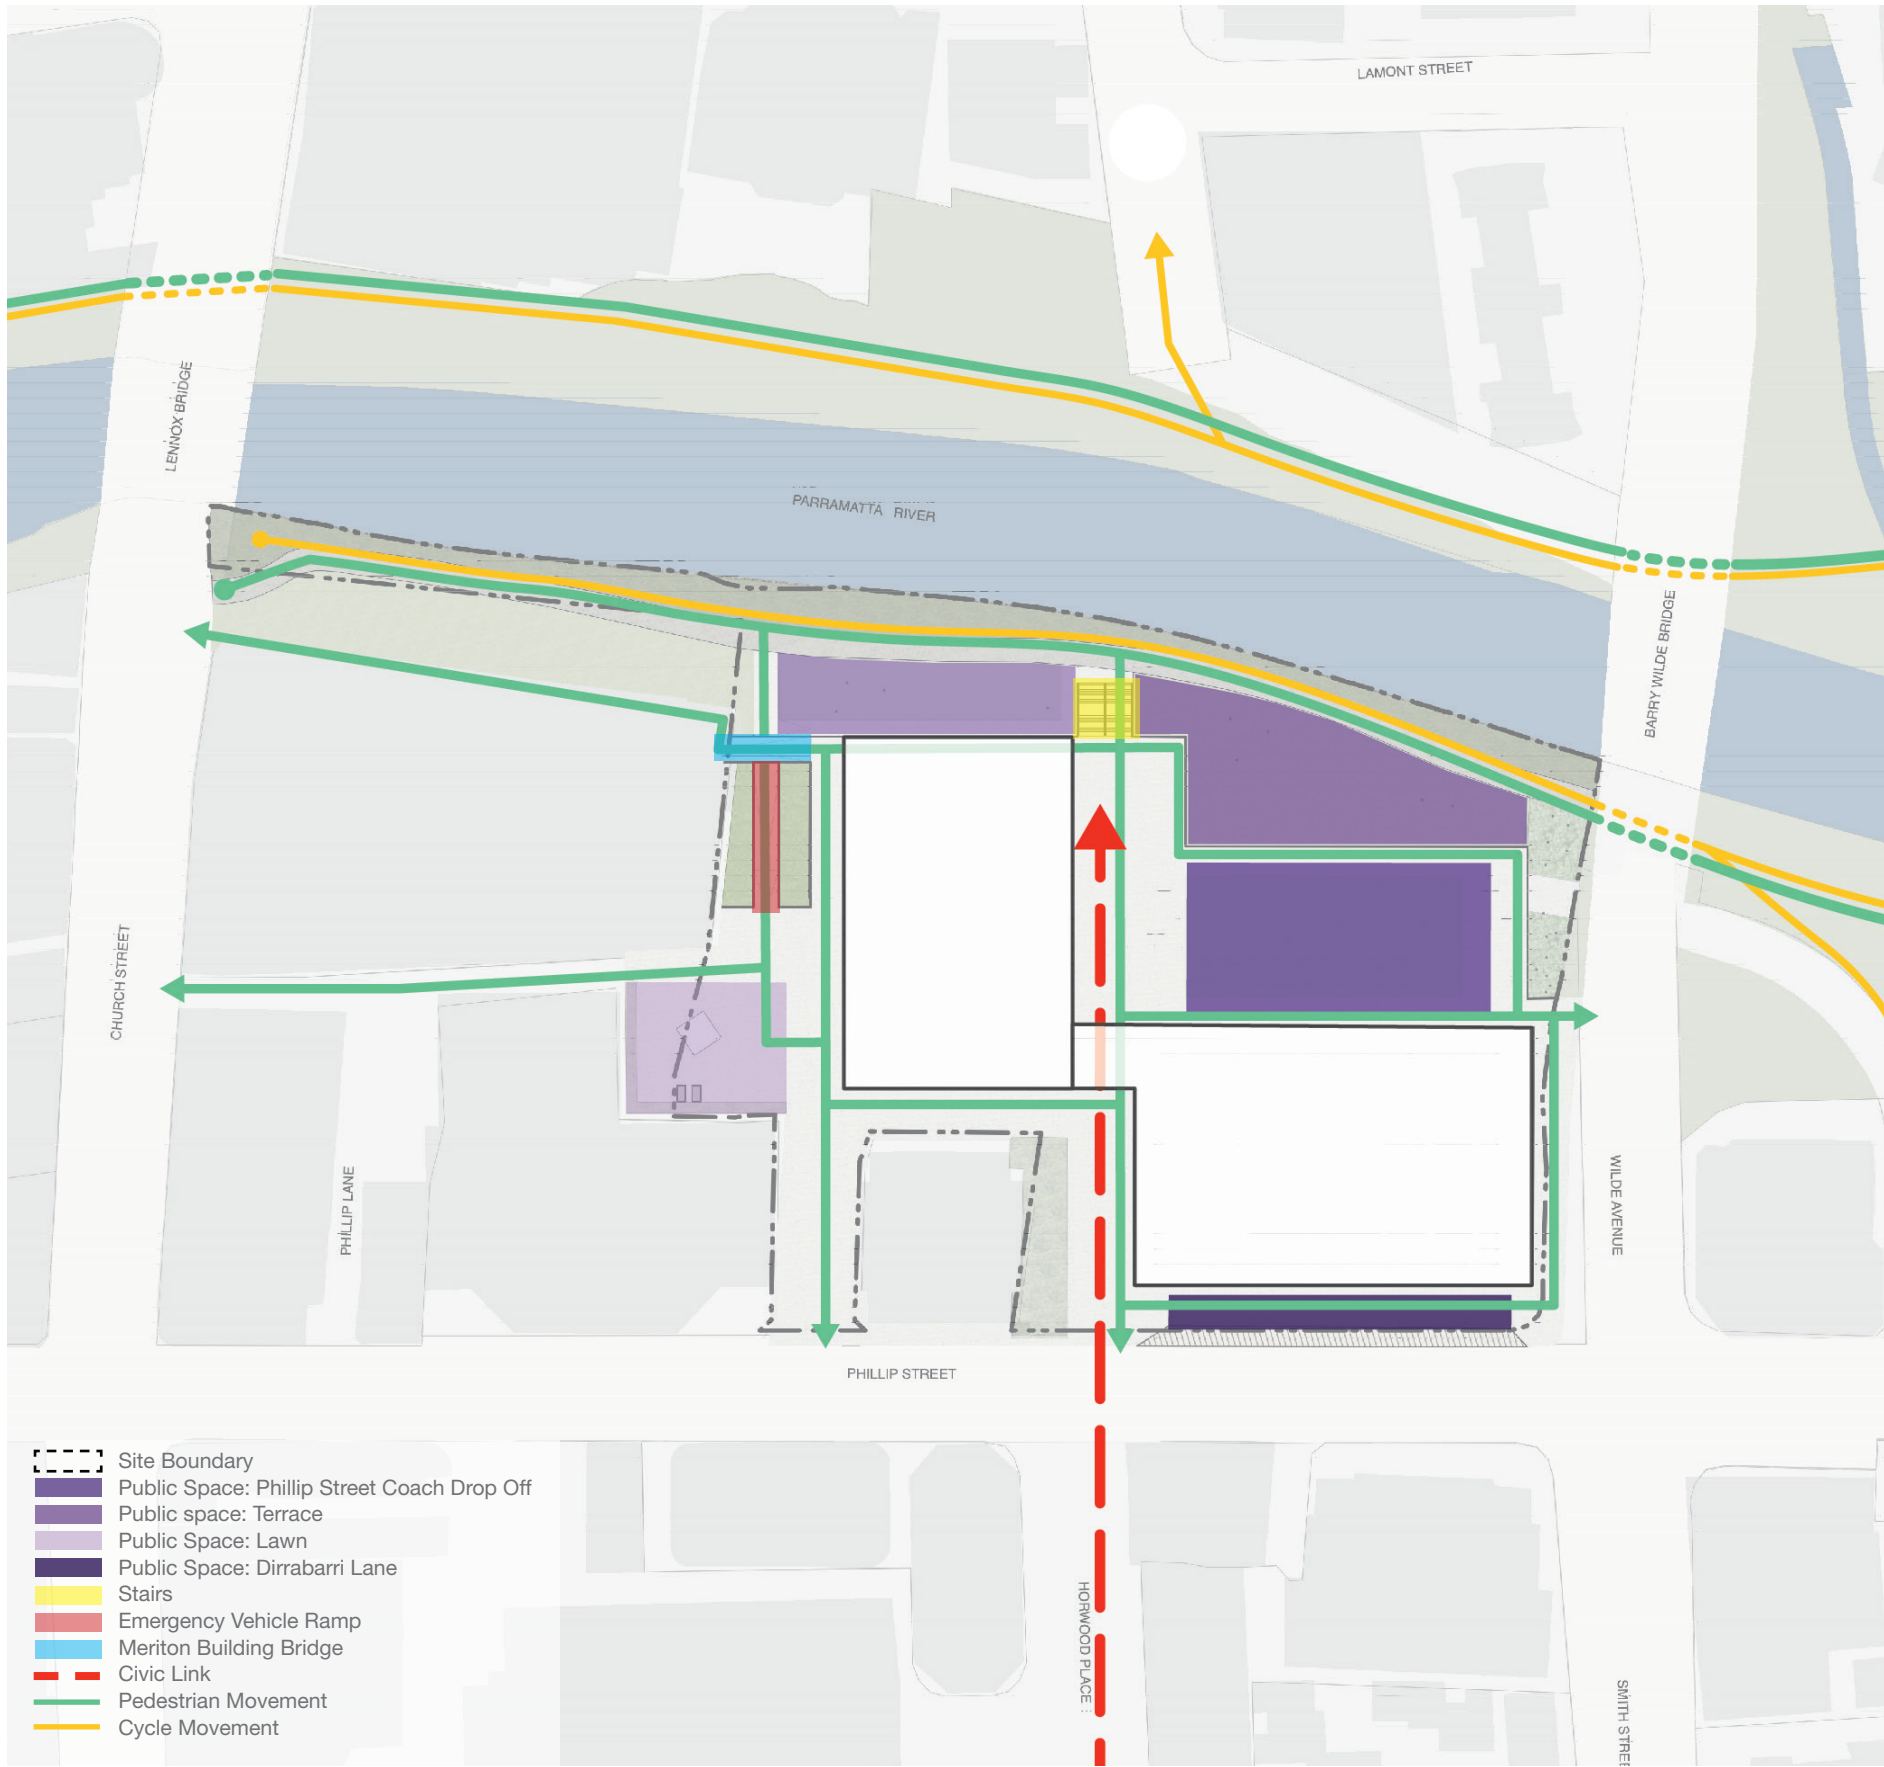 LAMONT STREET
LENNOX BRIDGE
PARRAMATTA RIVER
BARRY WILDE BRIDGE
CHURCH STREET
PHILLIP LANE
WILDE AVENUE
PHILLIP STREET
HORWOOD PLACE
SMITH STREE
Site Boundary
Public Space: Phillip Street Coach Drop Off
Public space: Terrace
Public Space: Lawn
Public Space: Dirrabarri Lane
Stairs
Emergency Vehicle Ramp
Meriton Building Bridge
Civic Link
Pedestrian Movement
Cycle Movement